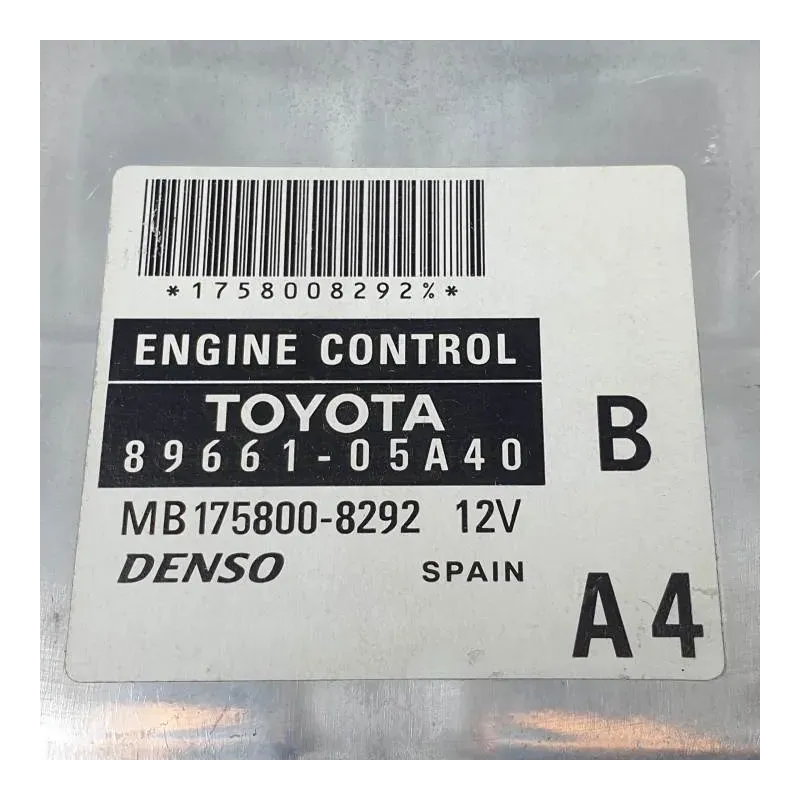 *1758008292%*
ENGINE CONTROL
TOYOTA
89661-05A40
B
MB175800-8292 12V
DENSO SPAIN
A4